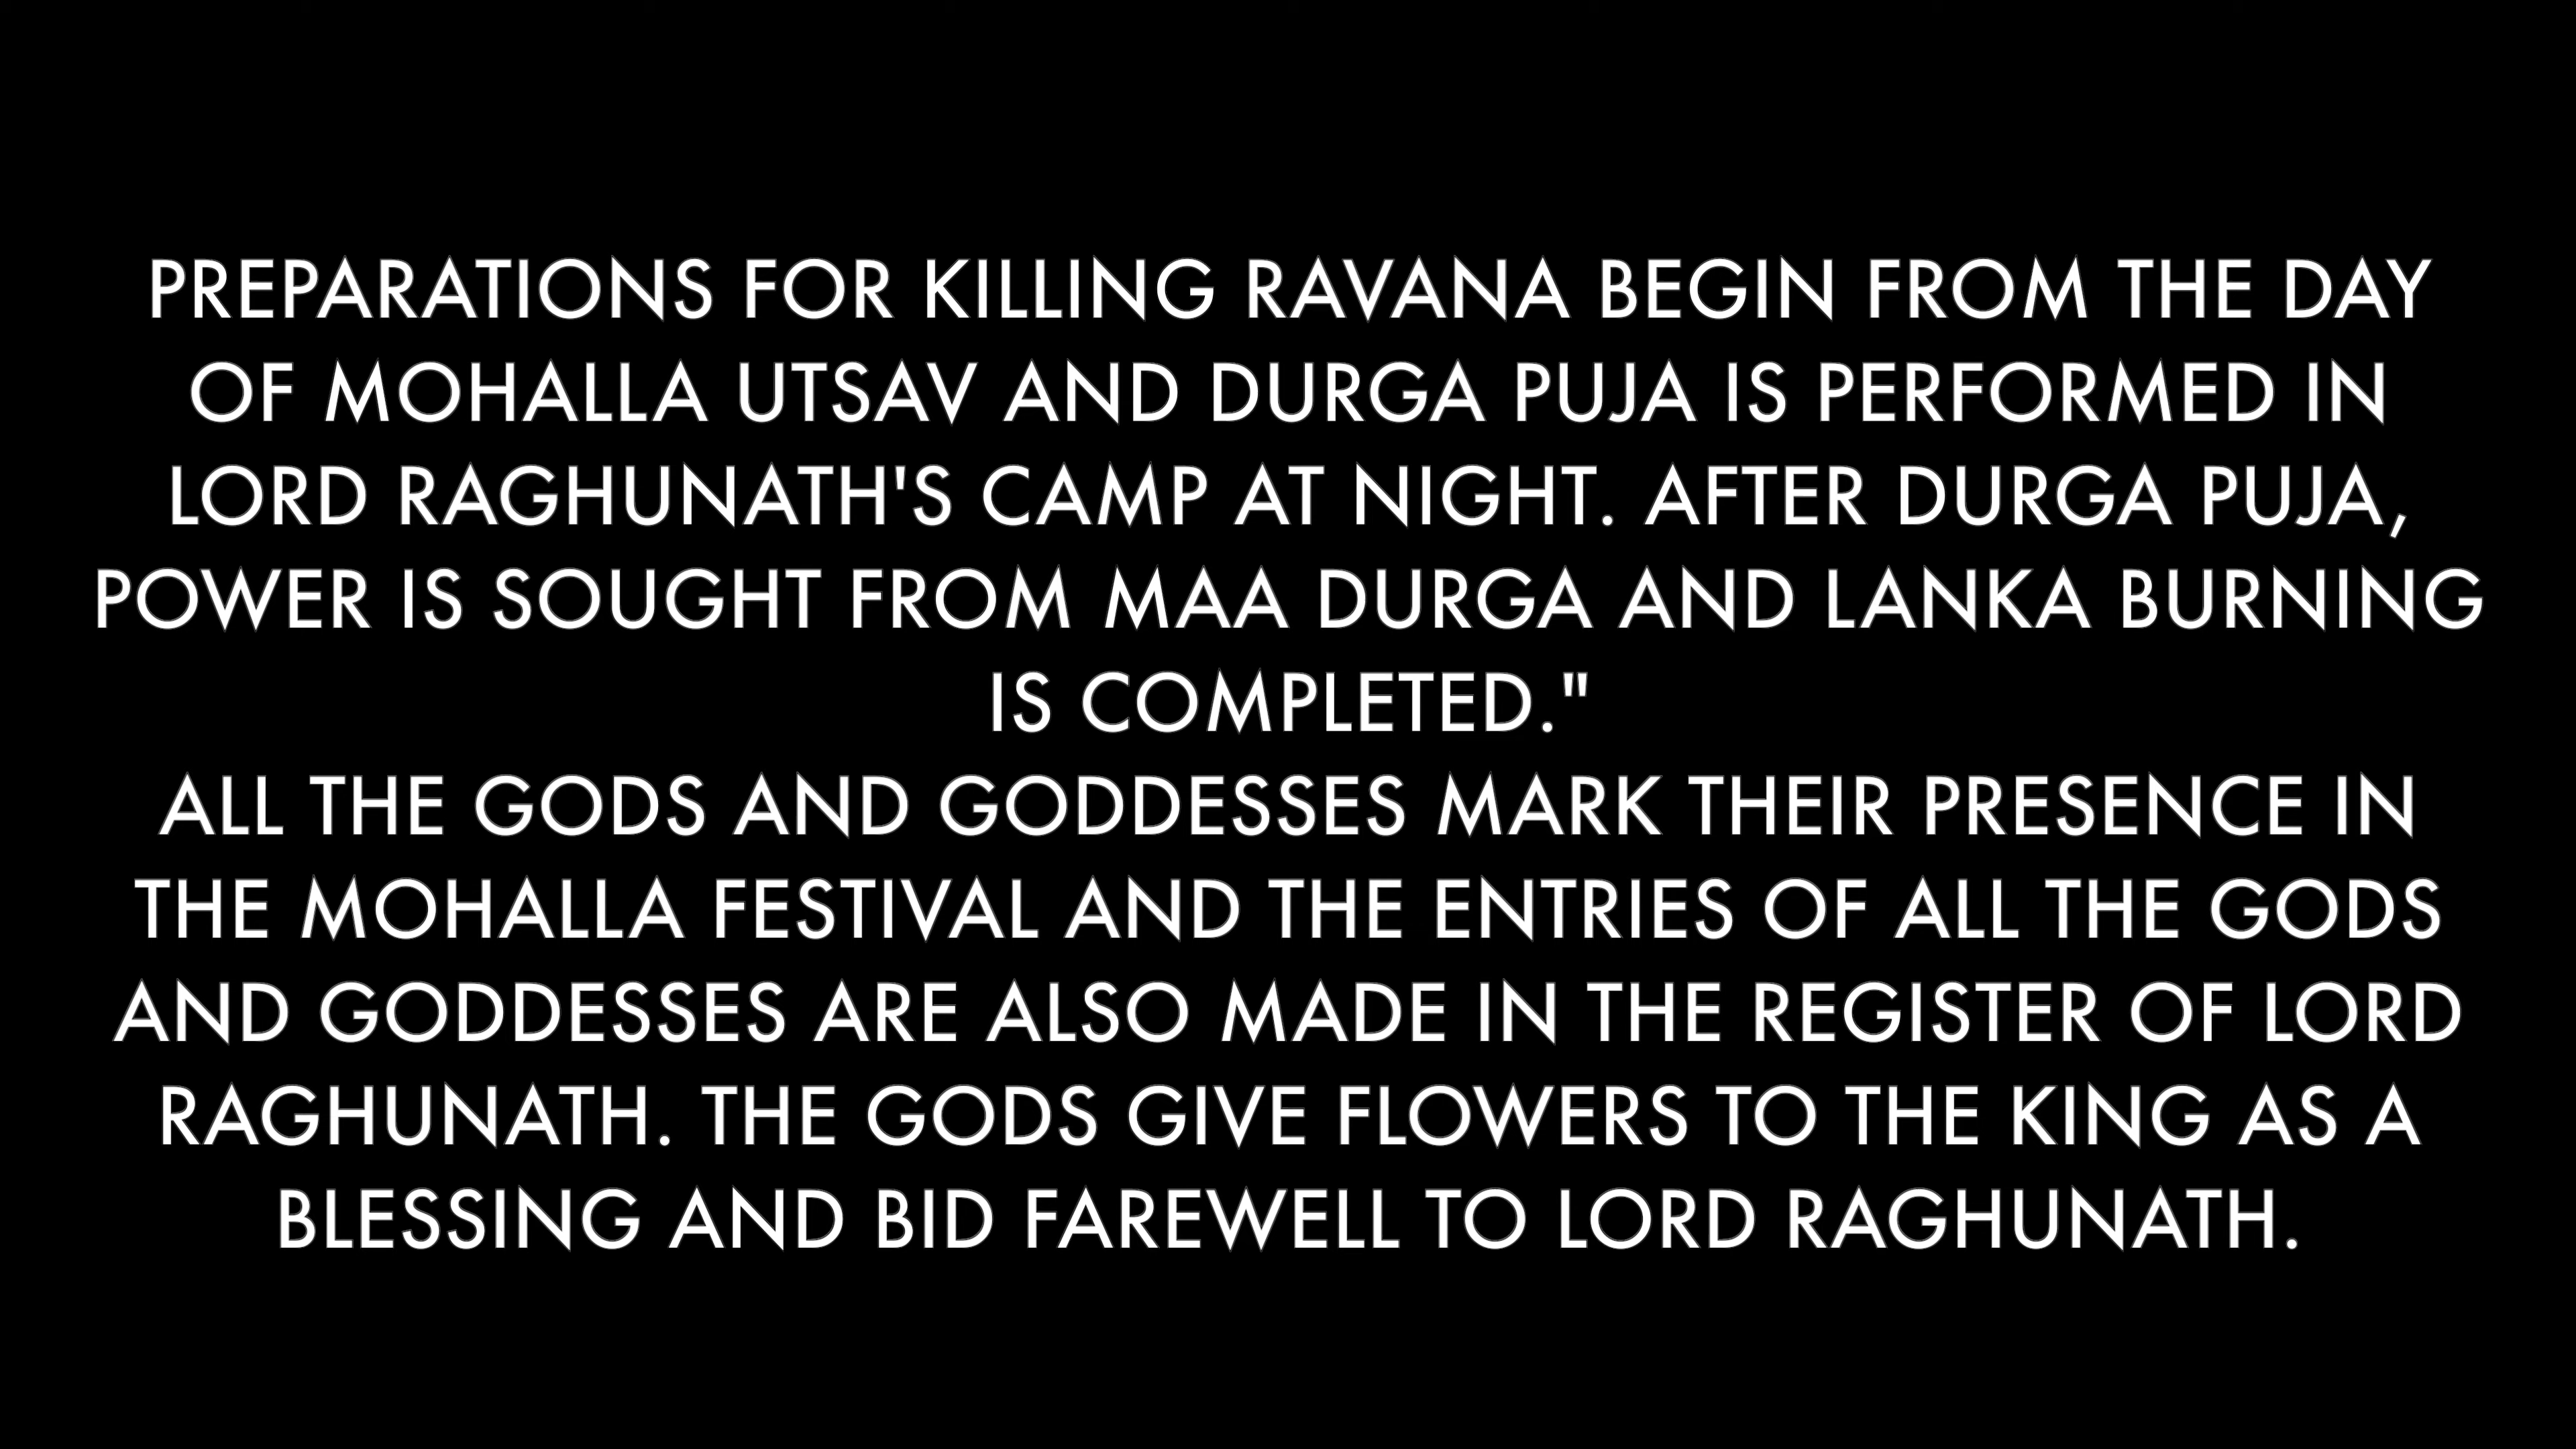 PREPARATIONS FOR KILLING RAVANA BEGIN FROM THE DAY
OF MOHALLA UTSAV AND DURGA PUJA IS PERFORMED IN
LORD RAGHUNATH'S CAMP AT NIGHT. AFTER DURGA PUJA,
POWER IS SOUGHT FROM MAA DURGA AND LANKA BURNING
IS COMPLETED."
ALL THE GODS AND GODDESSES MARK THEIR PRESENCE IN
THE MOHALLA FESTIVAL AND THE ENTRIES OF ALL THE GODS
AND GODDESSES ARE ALSO MADE IN THE REGISTER OF LORD
RAGHUNATH. THE GODS GIVE FLOWERS TO THE KING AS A
BLESSING AND BID FAREWELL TO LORD RAGHUNATH.